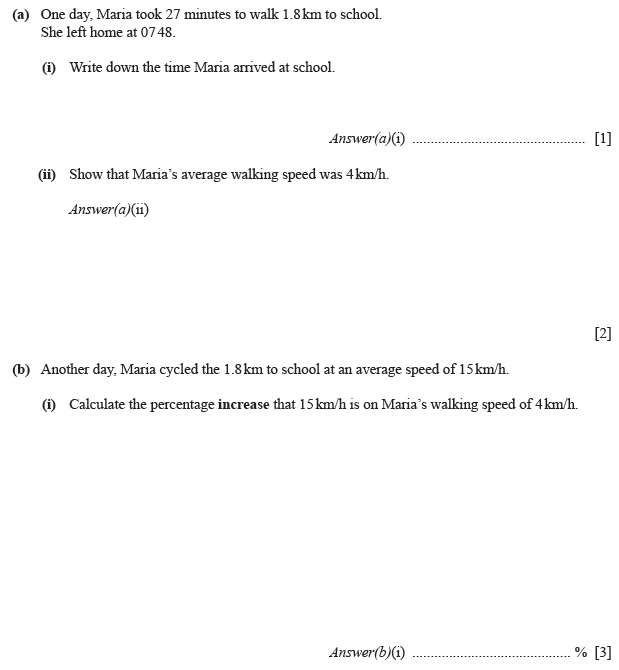 (a) One day, Maria took 27 minutes to walk 1.8 km to school.
She left home at 07 48.
(i) Write down the time Maria arrived at school.
Answer(a)(i) ............................................... [1]
(ii) Show that Maria's average walking speed was 4 km/h.
Answer(a)(ii)
[2]
(b) Another day, Maria cycled the 1.8 km to school at an average speed of 15 km/h.
(i) Calculate the percentage increase that 15 km/h is on Maria's walking speed of 4 km/h.
Answer(b)(i) ........................................... % [3]